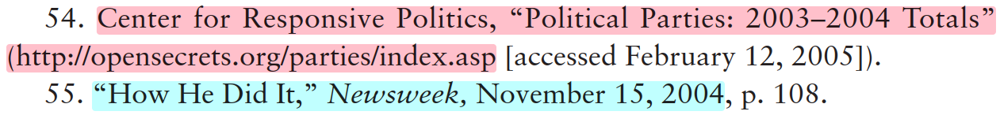 54. Center for Responsive Politics, “Political Parties: 2003–2004 Totals”
(http://opensecrets.org/parties/index.asp [accessed February 12, 2005]).
55. “How He Did It,” Newsweek, November 15, 2004, p. 108.